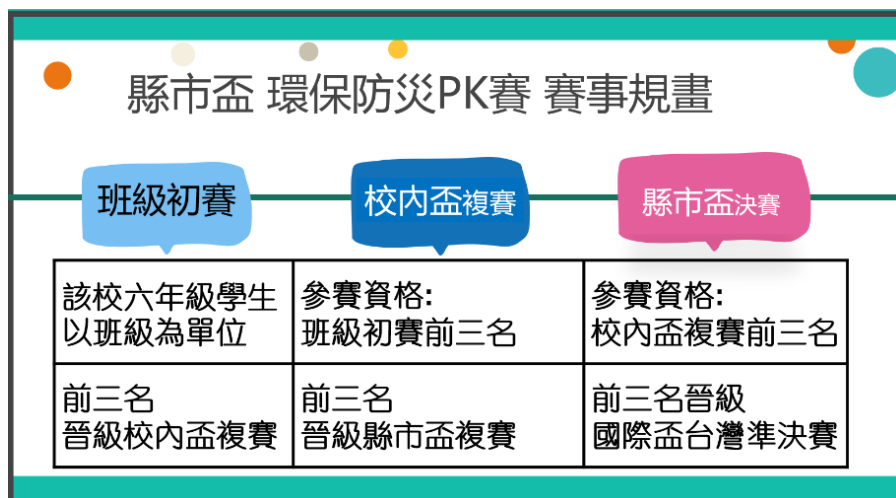 縣市盃 環保防災PK賽 賽事規畫
班級初賽
校內盃複賽
縣市盃決賽
該校六年級學生
以班級為單位
參賽資格:
班級初賽前三名
參賽資格:
校內盃複賽前三名
前三名
晉級校內盃複賽
前三名
晉級縣市盃複賽
前三名晉級
國際盃台灣準決賽